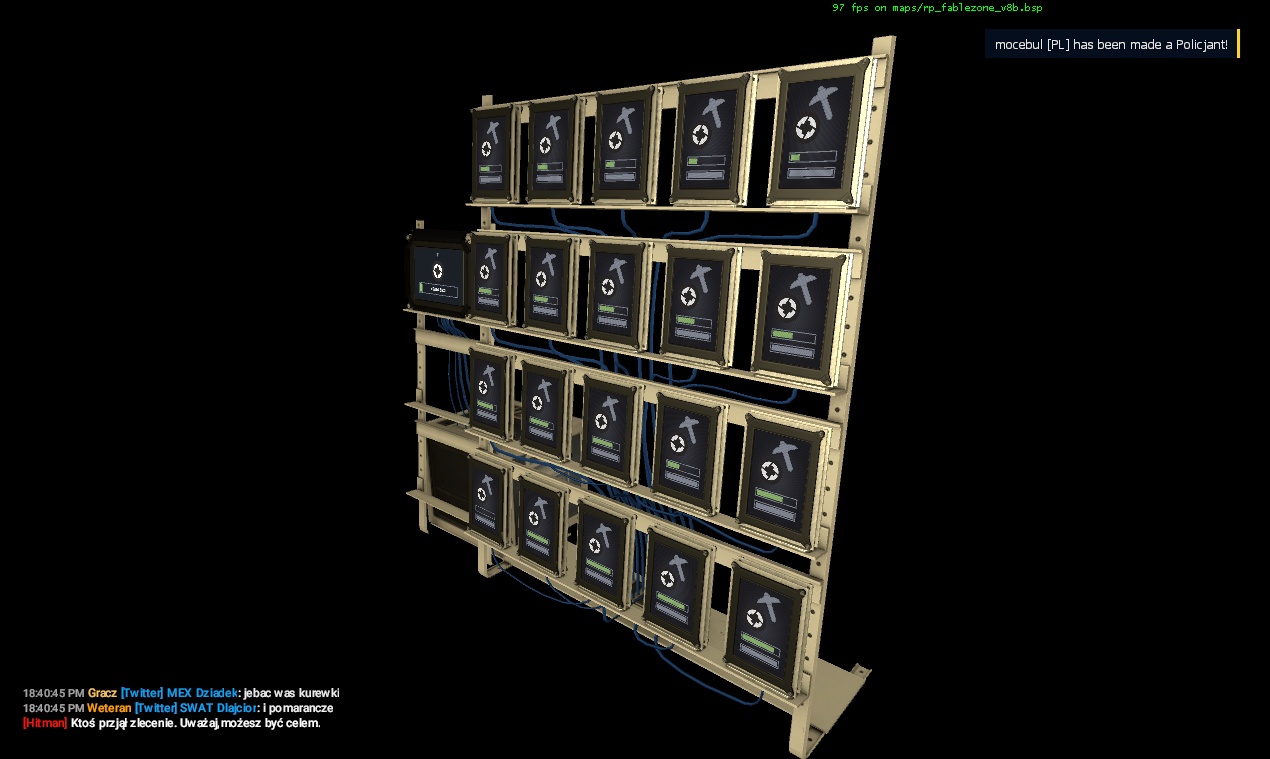 97 fps on maps/rp_fablezone_v8b.bsp
mocebul [PL] has been made a Policjant!
18:40:45 PM Gracz [Twitter] MEX Dziadek: jebac was kurewki
18:40:45 PM Weteran [Twitter] SWAT Dlajcior: i pomarancze
[Hitman] Ktoś przjął zlecenie. Uważaj,możesz być celem.